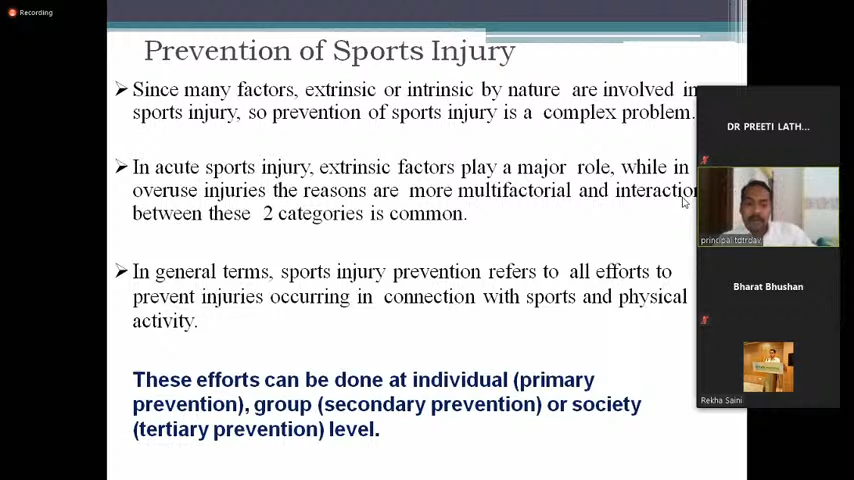 Recording
Prevention of Sports Injury
➢ Since many factors, extrinsic or intrinsic by nature are involved in
sports injury, so prevention of sports injury is a complex problem.
➢ In acute sports injury, extrinsic factors play a major role, while in
overuse injuries the reasons are more multifactorial and interaction
between these 2 categories is common.
➢ In general terms, sports injury prevention refers to all efforts to
prevent injuries occurring in connection with sports and physical
activity.
These efforts can be done at individual (primary
prevention), group (secondary prevention) or society
(tertiary prevention) level.
DR PREETI LATH...
principal tdtrdav
Bharat Bhushan
Rekha Saini